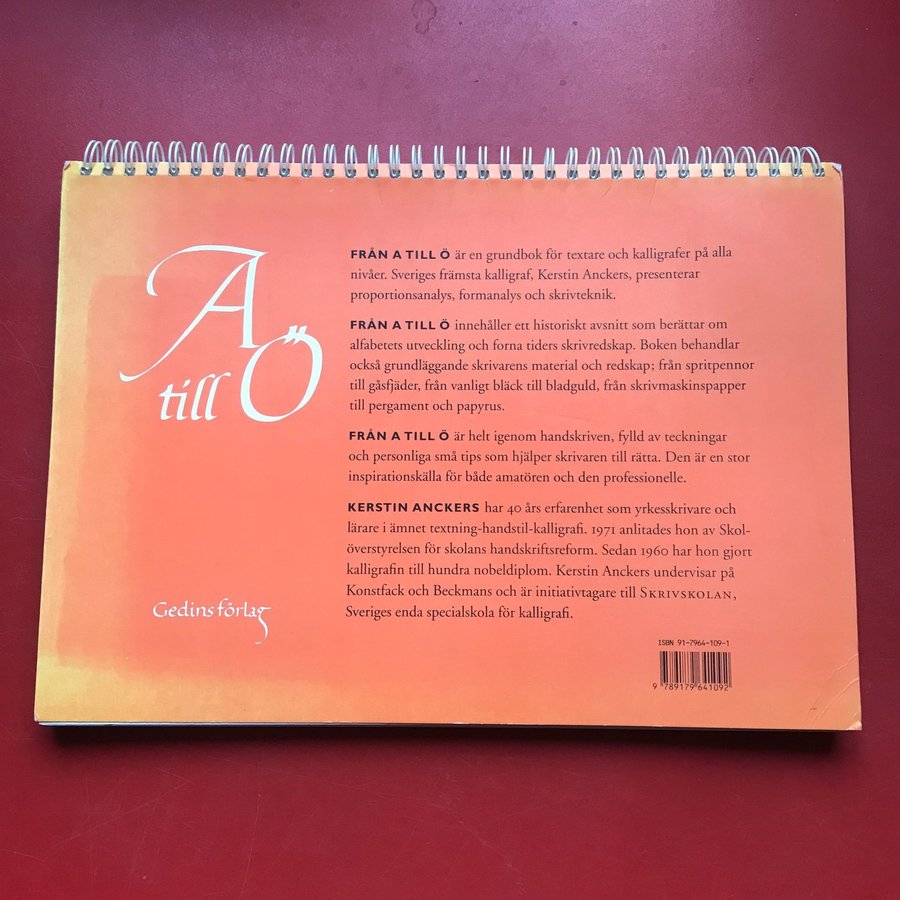 A
till Ö
FRÅN A TILL Ö är en grundbok för textare och kalligrafer på alla
nivåer. Sveriges främsta kalligraf, Kerstin Anckers, presenterar
proportionsanalys, formanalys och skrivteknik.
FRÅN A TILL Ö innehåller ett historiskt avsnitt som berättar om
alfabetets utveckling och forna tiders skrivredskap. Boken behandlar
också grundläggande skrivarens material och redskap; från spritpennor
till gåsfjäder, från vanligt bläck till bladguld, från skrivmaskinspapper
till pergament och papyrus.
FRÅN A TILL Ö är helt igenom handskriven, fylld av teckningar
och personliga små tips som hjälper skrivaren till rätta. Den är en stor
inspirationskälla för både amatören och den professionelle.
KERSTIN ANCKERS har 40 års erfarenhet som yrkesskrivare och
lärare i ämnet textning-handstil-kalligrafi. 1971 anlitades hon av Skol-
överstyrelsen för skolans handskriftsreform. Sedan 1960 har hon gjort
kalligrafin till hundra nobeldiplom. Kerstin Anckers undervisar på
Konstfack och Beckmans och är initiativtagare till SKRIVSKOLAN,
Sveriges enda specialskola för kalligrafi.
Gedins förlag
ISBN 91-7964-109-1
9 789179 641092